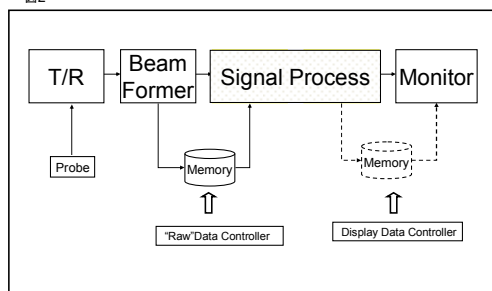 図2
T/R
Beam
Former
Signal Process
Monitor
Probe
Memory
Memory
"Raw"Data Controller
Display Data Controller